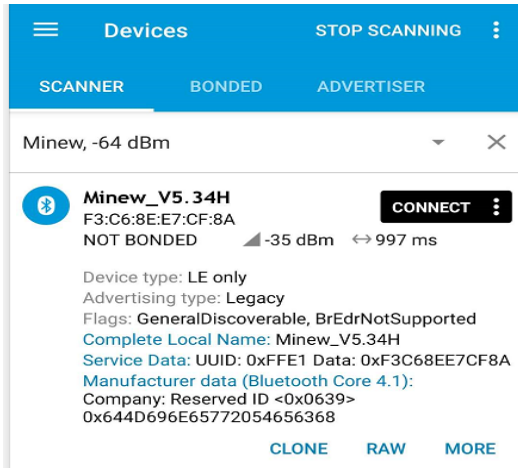 Devices STOP SCANNING
SCANNER BONDED ADVERTISER
Minew, -64 dBm
Minew_V5.34H
F3:C6:8E:E7:CF:8A
CONNECT
NOT BONDED -35 dBm 997 ms
Device type: LE only
Advertising type: Legacy
Flags: GeneralDiscoverable, BrEdrNotSupported
Complete Local Name: Minew_V5.34H
Service Data: UUID: 0xFFE1 Data: 0xF3C68EE7CF8A
Manufacturer data (Bluetooth Core 4.1):
Company: Reserved ID <0x0639>
0x644D696E65772054656368
CLONE RAW MORE